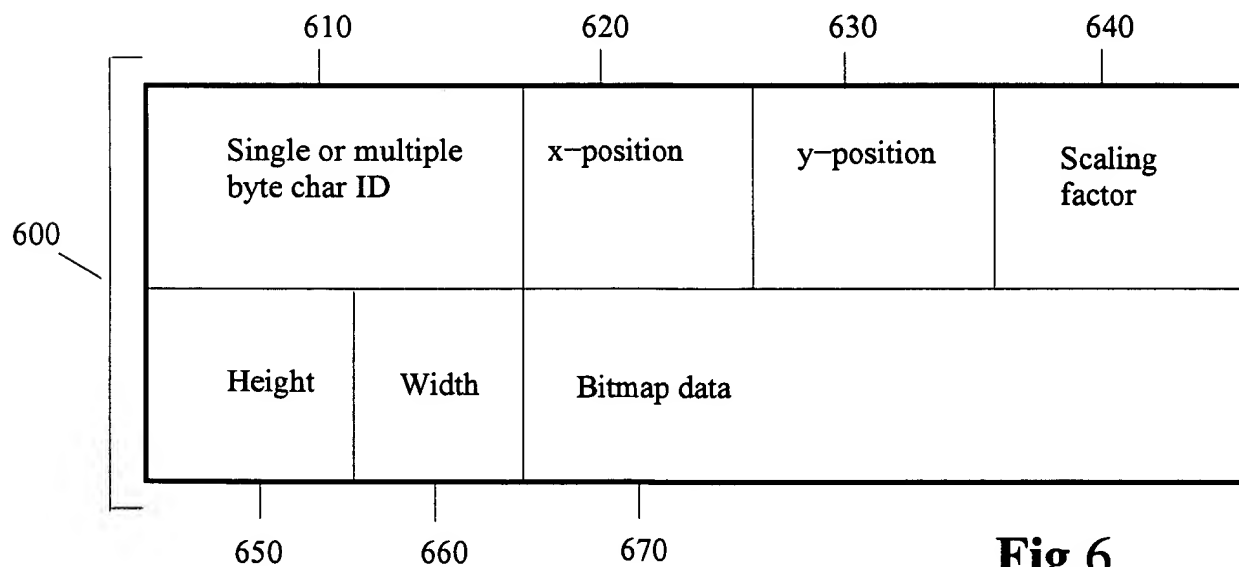 610 620 630 640
Single or multiple
byte char ID
x−position
y−position
Scaling
factor
600
Height
Width
Bitmap data
650 660 670
Fig 6